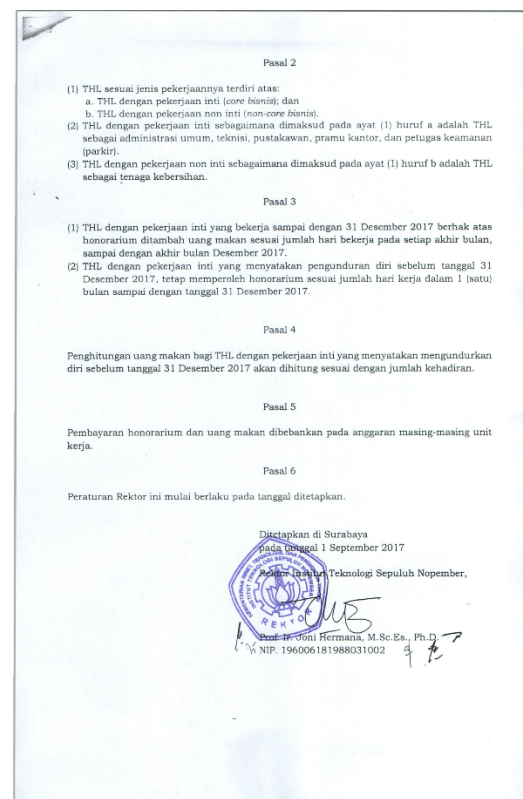 Pasal 2
(1) THL sesuai jenis pekerjaannya terdiri atas:
a. THL dengan pekerjaan inti (core bisnis); dan
b. THL dengan pekerjaan non inti (non-core bisnis).
(2) THL dengan pekerjaan inti sebagaimana dimaksud pada ayat (1) huruf a adalah THL
sebagai administrasi umum, teknisi, pustakawan, pramu kantor, dan petugas keamanan
(parkir).
(3) THL dengan pekerjaan non inti sebagaimana dimaksud pada ayat (1) huruf b adalah THL
sebagai tenaga kebersihan.
Pasal 3
(1) THL dengan pekerjaan inti yang bekerja sampai dengan 31 Desember 2017 berhak atas
honorarium ditambah uang makan sesuai jumlah hari bekerja pada setiap akhir bulan,
sampai dengan akhir bulan Desember 2017.
(2) THL dengan pekerjaan inti yang menyatakan pengunduran diri sebelum tanggal 31
Desember 2017, tetap memperoleh honorarium sesuai jumlah hari kerja dalam 1 (satu)
bulan sampai dengan tanggal 31 Desember 2017.
Pasal 4
Penghitungan uang makan bagi THL dengan pekerjaan inti yang menyatakan mengundurkan
diri sebelum tanggal 31 Desember 2017 akan dihitung sesuai dengan jumlah kehadiran.
Pasal 5
Pembayaran honorarium dan uang makan dibebankan pada anggaran masing-masing unit
kerja.
Pasal 6
Peraturan Rektor ini mulai berlaku pada tanggal ditetapkan.
Ditetapkan di Surabaya
pada tanggal 1 September 2017
Rektor Institut Teknologi Sepuluh Nopember,
INSTITUT TEKNOLOGI SEPULUH NOPEMBER
REKTOR
Prof. Ir. Joni Hermana, M.Sc.Es., Ph.D.
NIP. 196006181988031002